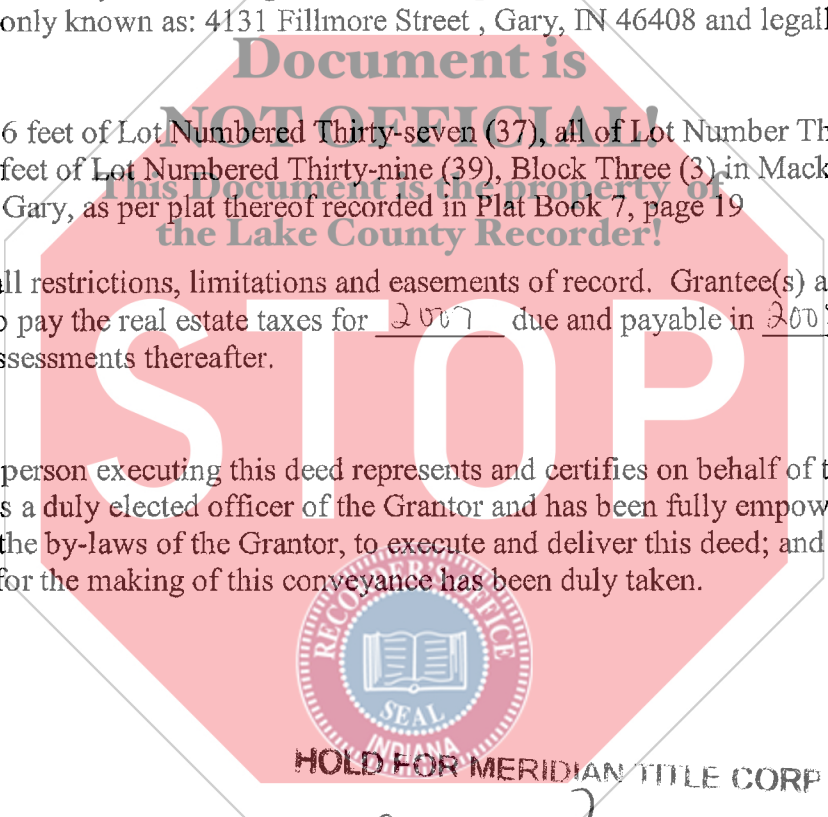 only known as: 4131 Fillmore Street , Gary, IN 46408 and legall
Document is
NOT OFFICIAL!
6 feet of Lot Numbered Thirty-seven (37), all of Lot Number Th
feet of Lot Numbered Thirty-nine (39), Block Three (3) in Mack
This Document is the property of
Gary, as per plat thereof recorded in Plat Book 7, page 19
the Lake County Recorder!
all restrictions, limitations and easements of record. Grantee(s) a
o pay the real estate taxes for 2007 due and payable in 200
ssessments thereafter.
STOP
person executing this deed represents and certifies on behalf of t
s a duly elected officer of the Grantor and has been fully empow
the by-laws of the Grantor, to execute and deliver this deed; and
for the making of this conveyance has been duly taken.
RECORDER'S OFFICE
SEAL
INDIANA
HOLD FOR MERIDIAN TITLE CORP